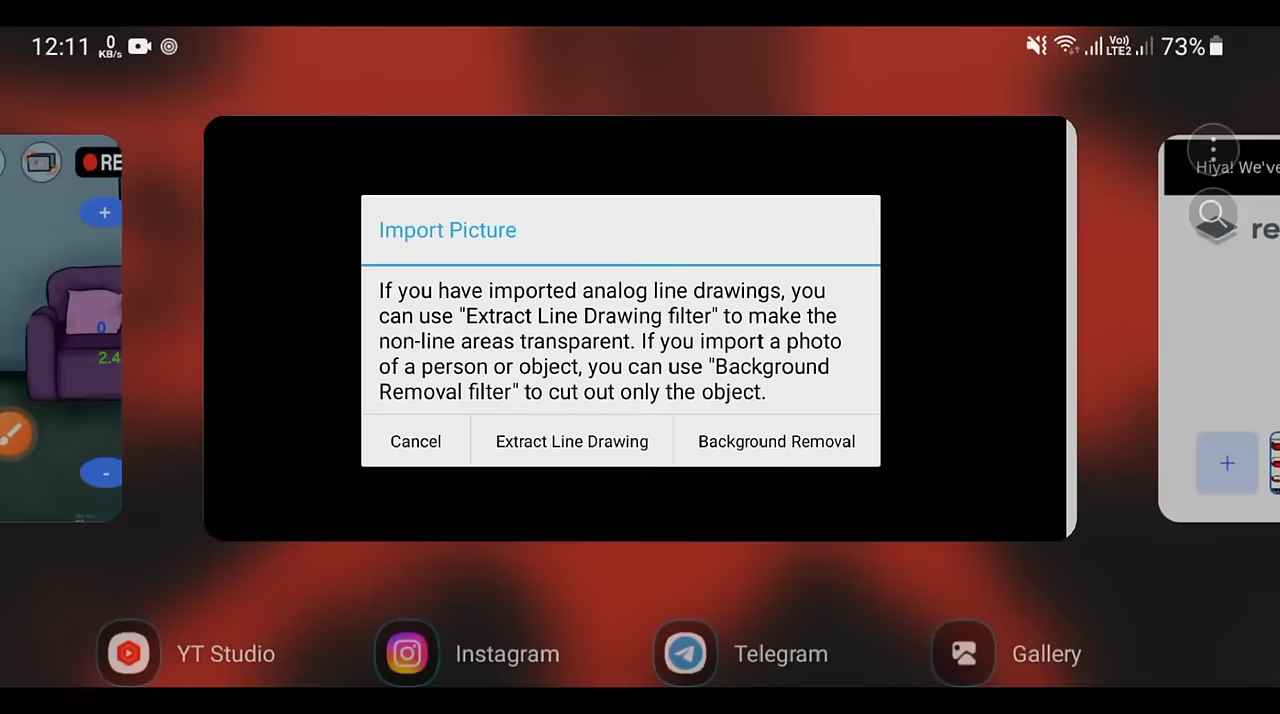 12:11 0 KB/s Vo) LTE2 73%
RE
Hiya! We've
+
re
Import Picture
If you have imported analog line drawings, you
can use "Extract Line Drawing filter" to make the
non-line areas transparent. If you import a photo
of a person or object, you can use "Background
Removal filter" to cut out only the object.
0
2.4
Cancel Extract Line Drawing Background Removal
+
-
YT Studio Instagram Telegram Gallery